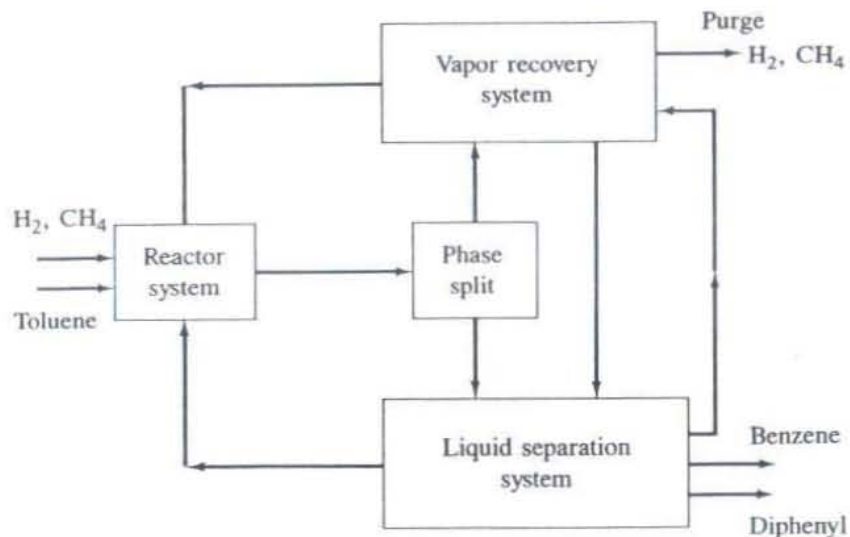 Purge
H₂, CH₄
Vapor recovery
system
H₂, CH₄
Toluene
Reactor
system
Phase
split
Liquid separation
system
Benzene
Diphenyl